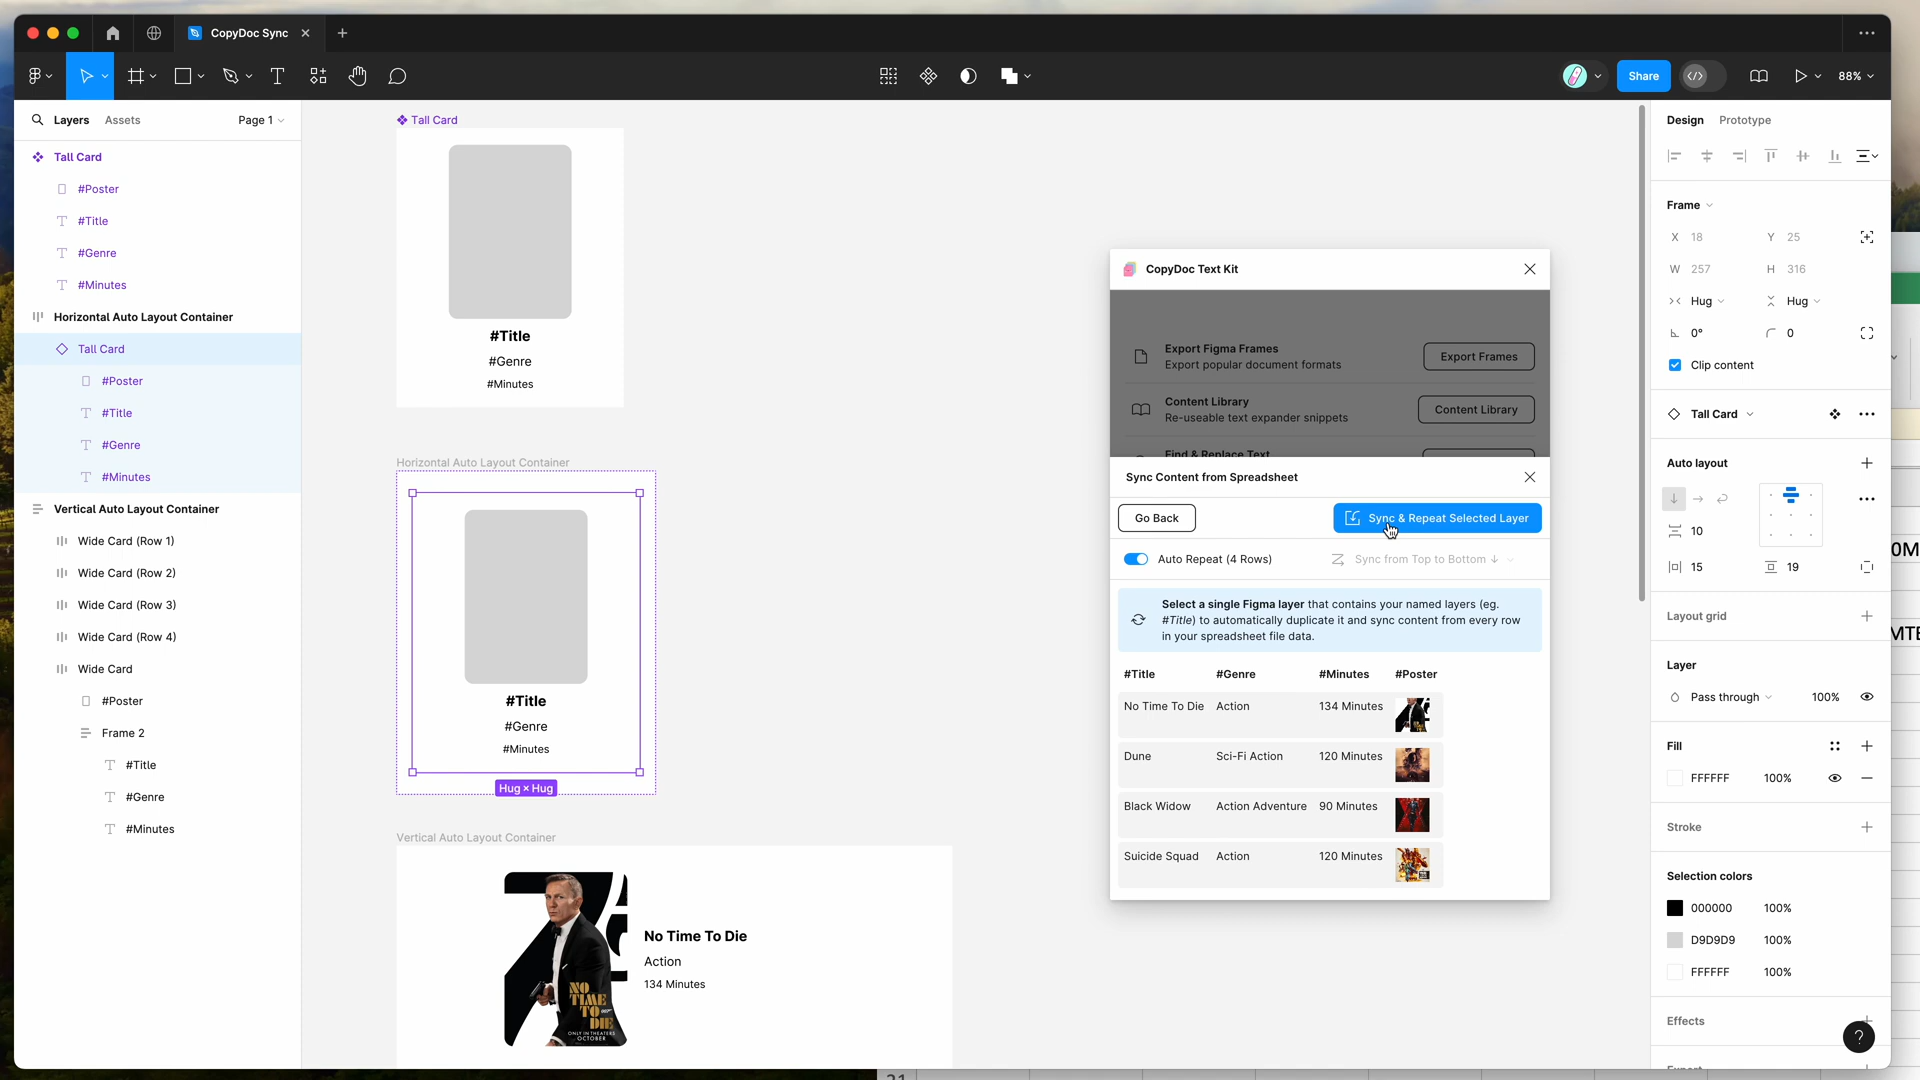 CopyDoc Sync
Share
88%
Layers
Assets
Page 1
Tall Card
#Poster
#Title
#Genre
#Minutes
Horizontal Auto Layout Container
Tall Card
#Poster
#Title
#Genre
#Minutes
Vertical Auto Layout Container
Wide Card (Row 1)
Wide Card (Row 2)
Wide Card (Row 3)
Wide Card (Row 4)
Wide Card
#Poster
Frame 2
#Title
#Genre
#Minutes
Tall Card
#Title
#Genre
#Minutes
Horizontal Auto Layout Container
#Title
#Genre
#Minutes
Hug × Hug
Vertical Auto Layout Container
NO
TIME
TO
DIE
ONLY IN THEATERS
OCTOBER
No Time To Die
Action
134 Minutes
CopyDoc Text Kit
Export Figma Frames
Export popular document formats
Export Frames
Content Library
Re-useable text expander snippets
Content Library
Find & Replace Text
Sync Content from Spreadsheet
Go Back
Sync & Repeat Selected Layer
Auto Repeat (4 Rows)
Sync from Top to Bottom ↓
Select a single Figma layer that contains your named layers (eg.
#Title) to automatically duplicate it and sync content from every row
in your spreadsheet file data.
#Title #Genre #Minutes #Poster
No Time To Die Action 134 Minutes
Dune Sci-Fi Action 120 Minutes
Black Widow Action Adventure 90 Minutes
Suicide Squad Action 120 Minutes
Design
Prototype
Frame
X 18 Y 25
W 257 H 316
Hug Hug
0° 0
Clip content
Tall Card
Auto layout
10
15 19
Layout grid
Layer
Pass through 100%
Fill
FFFFFF 100%
Stroke
Selection colors
000000 100%
D9D9D9 100%
FFFFFF 100%
Effects
Export
?
21